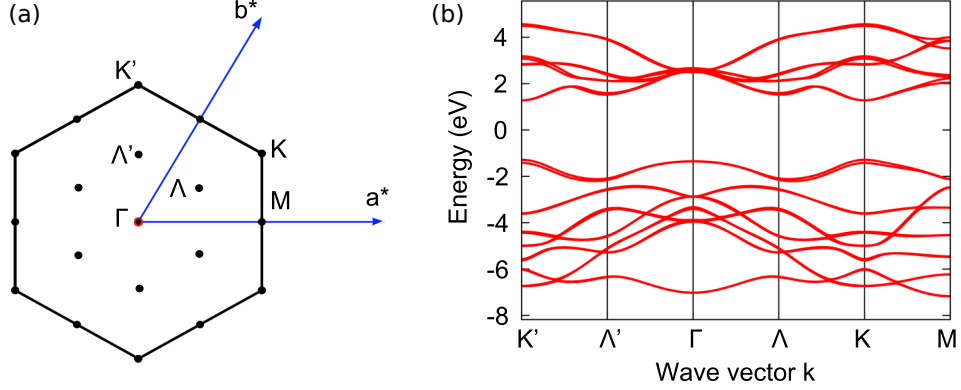 (a)
b*
K'
K
Λ'
Λ
M
Γ
a*
(b)
Energy (eV)
4
2
0
-2
-4
-6
-8
K' Λ' Γ Λ K M
Wave vector k